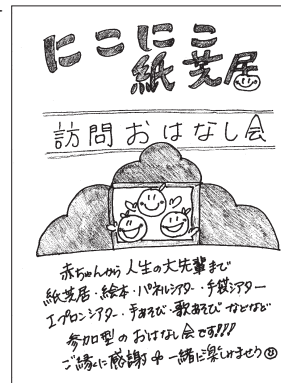 にこにこ
紙芝居
訪問おはなし会
赤ちゃんから人生の大先輩まで
紙芝居・絵本・パネルシアター・手袋シアター
エプロンシアター・手あそび・歌あそびなどなど
参加型のおはなし会です!!!
ご縁に感謝 一緒に楽しみましょう